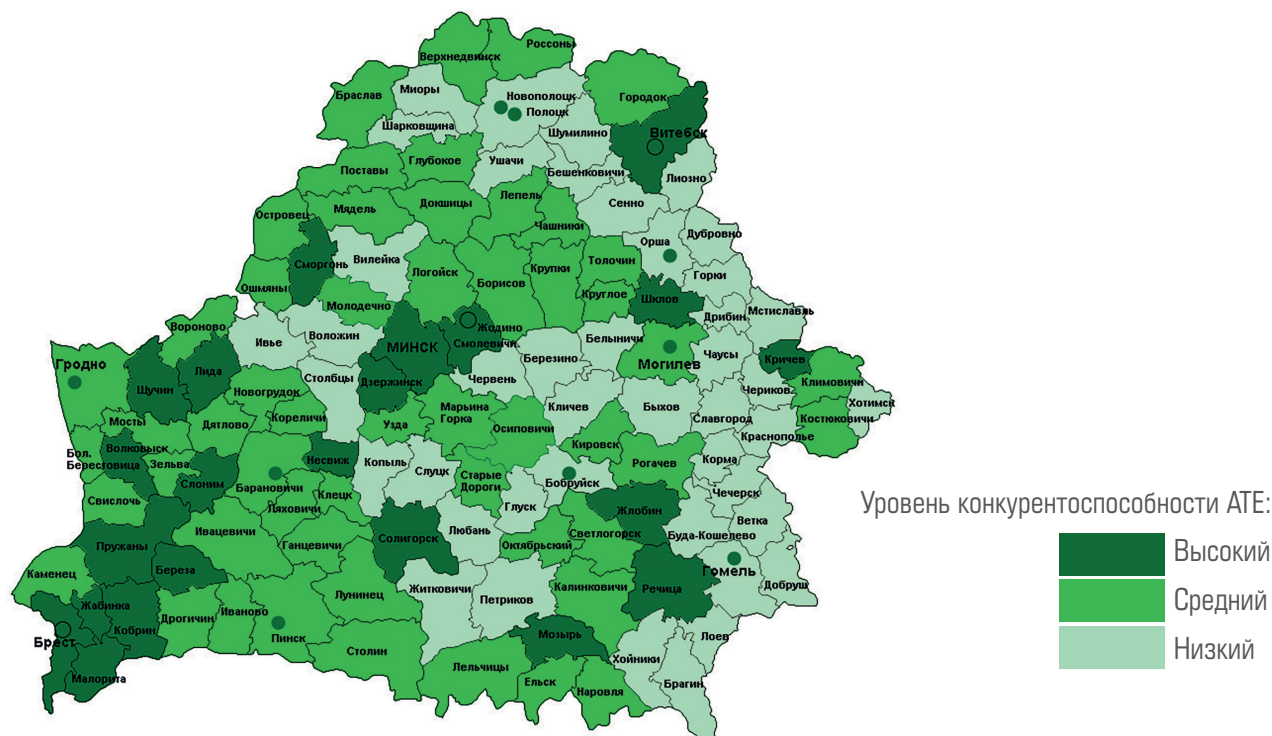 Россоны
Верхнедвинск
Браслав
Миоры
Новополоцк
Полоцк
Городок
Шарковщина
Шумилино
Витебск
Глубокое
Ушачи
Поставы
Бешенковичи
Лиозно
Лепель
Докшицы
Сенно
Мядель
Островец
Чашники
Дубровно
Орша
Вилейка
Сморгонь
Толочин
Логойск
Крупки
Горки
Борисов
Ошмяны
Круглое
Шклов
Молодечно
Мстиславль
Дрибин
Вороново
Жодино
Воложин
Белыничи
Ивье
Смолевичи
МИНСК
Березино
Чаусы
Кричев
Гродно
Могилев
Лида
Столбцы
Червень
Дзержинск
Климовичи
Щучин
Чериков
Новогрудок
Хотимск
Кличев
Быхов
Марьина
Горка
Кореличи
Славгород
Костюковичи
Мосты
Дятлово
Узда
Осиповичи
Краснополье
Кировск
Волковыск
Бол.
Берестовица
Несвиж
Копыль
Корма
Зельва
Рогачев
Слуцк
Старые
Дороги
Слоним
Бобруйск
Барановичи
Клецк
Чечерск
Свислочь
Ляховичи
Глуск
Жлобин
Ветка
Любань
Ивацевичи
Светлогорск
Буда-Кошелево
Солигорск
Ганцевичи
Октябрьский
Пружаны
Гомель
Береза
Каменец
Добруш
Житковичи
Калинковичи
Речица
Лунинец
Петриков
Жабинка
Иваново
Дрогичин
Кобрин
Мозырь
Лоев
Пинск
Брест
Столин
Хойники
Лельчицы
Малорита
Ельск
Брагин
Наровля
Уровень конкурентоспособности АТЕ:
Высокий
Средний
Низкий